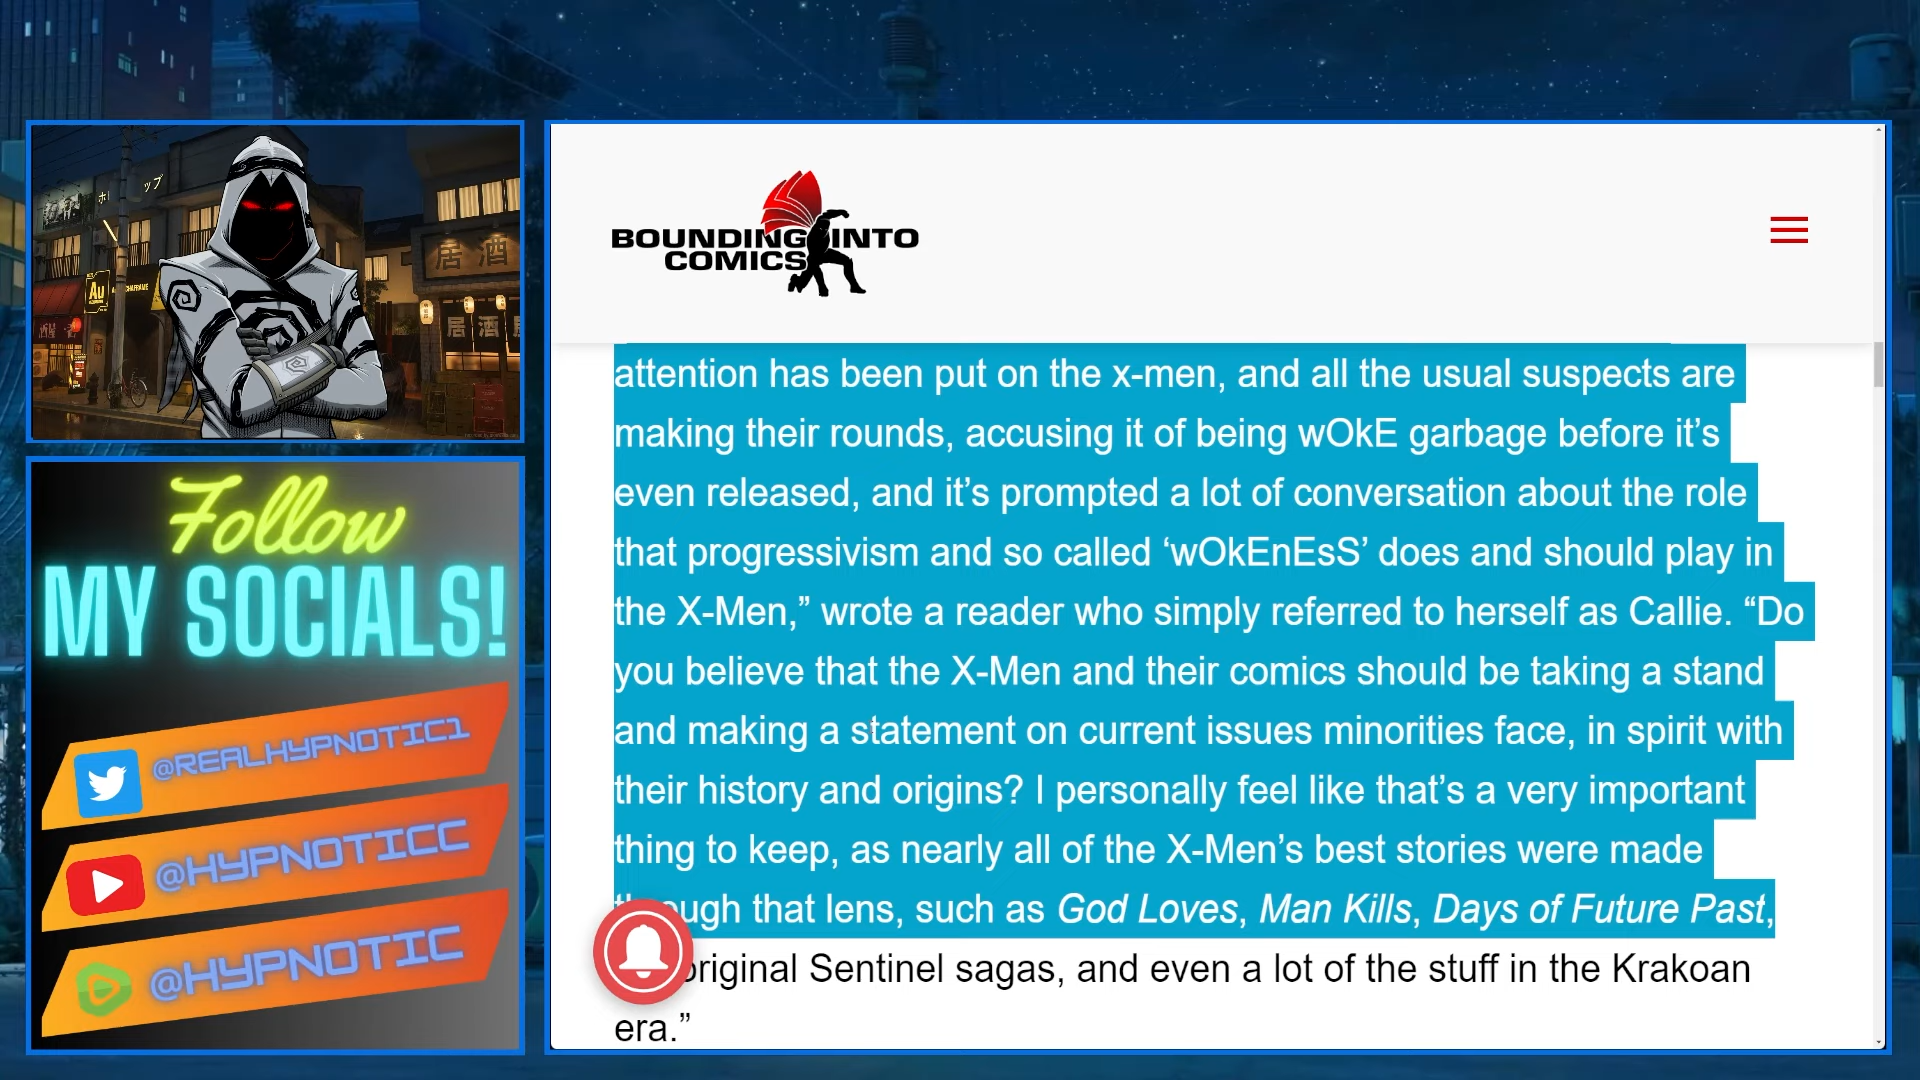 ップ
Au
居酒
居酒
Follow
MY SOCIALS!
@REALHYPNOTIC1
@HYPNOTICC
@HYPNOTIC
BOUNDING INTO
COMICS
attention has been put on the x-men, and all the usual suspects are
making their rounds, accusing it of being wOkE garbage before it’s
even released, and it’s prompted a lot of conversation about the role
that progressivism and so called ‘wOkEnEsS’ does and should play in
the X-Men,” wrote a reader who simply referred to herself as Callie. “Do
you believe that the X-Men and their comics should be taking a stand
and making a statement on current issues minorities face, in spirit with
their history and origins? I personally feel like that’s a very important
thing to keep, as nearly all of the X-Men’s best stories were made
that lens, such as God Loves, Man Kills, Days of Future Past,
original Sentinel sagas, and even a lot of the stuff in the Krakoan
era.”